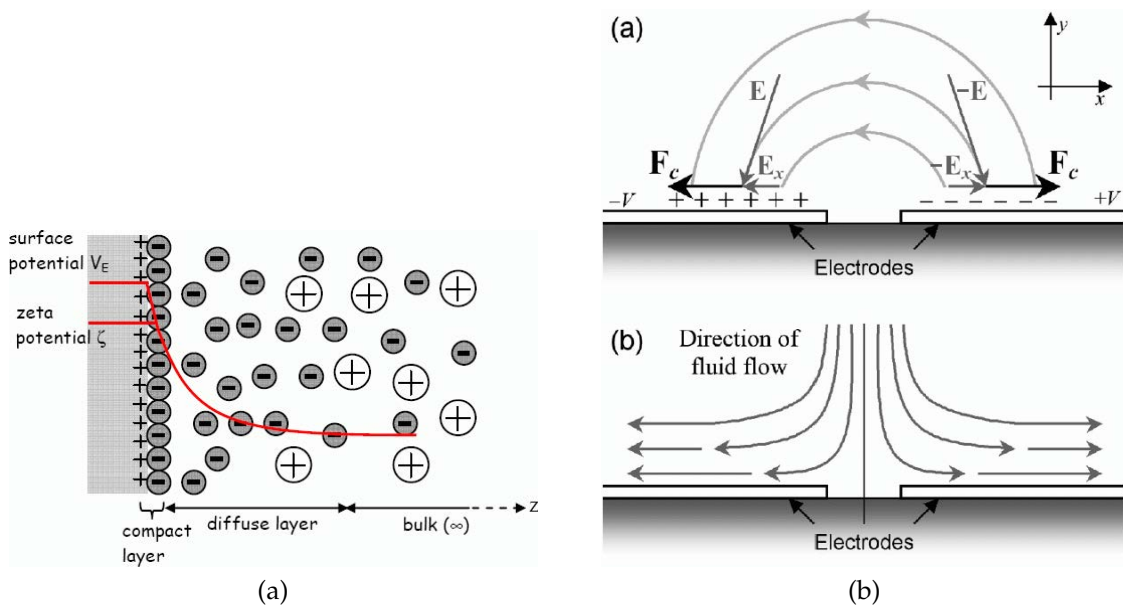 surface
potential V_E
zeta
potential ζ
compact
layer
diffuse layer
bulk (∞)
z
(a)
(a)
y
x
E
–E
F_c
E_x
–E_x
F_c
–V
+ + + + + +
– – – – – –
+V
Electrodes
(b)
Direction of
fluid flow
Electrodes
(b)